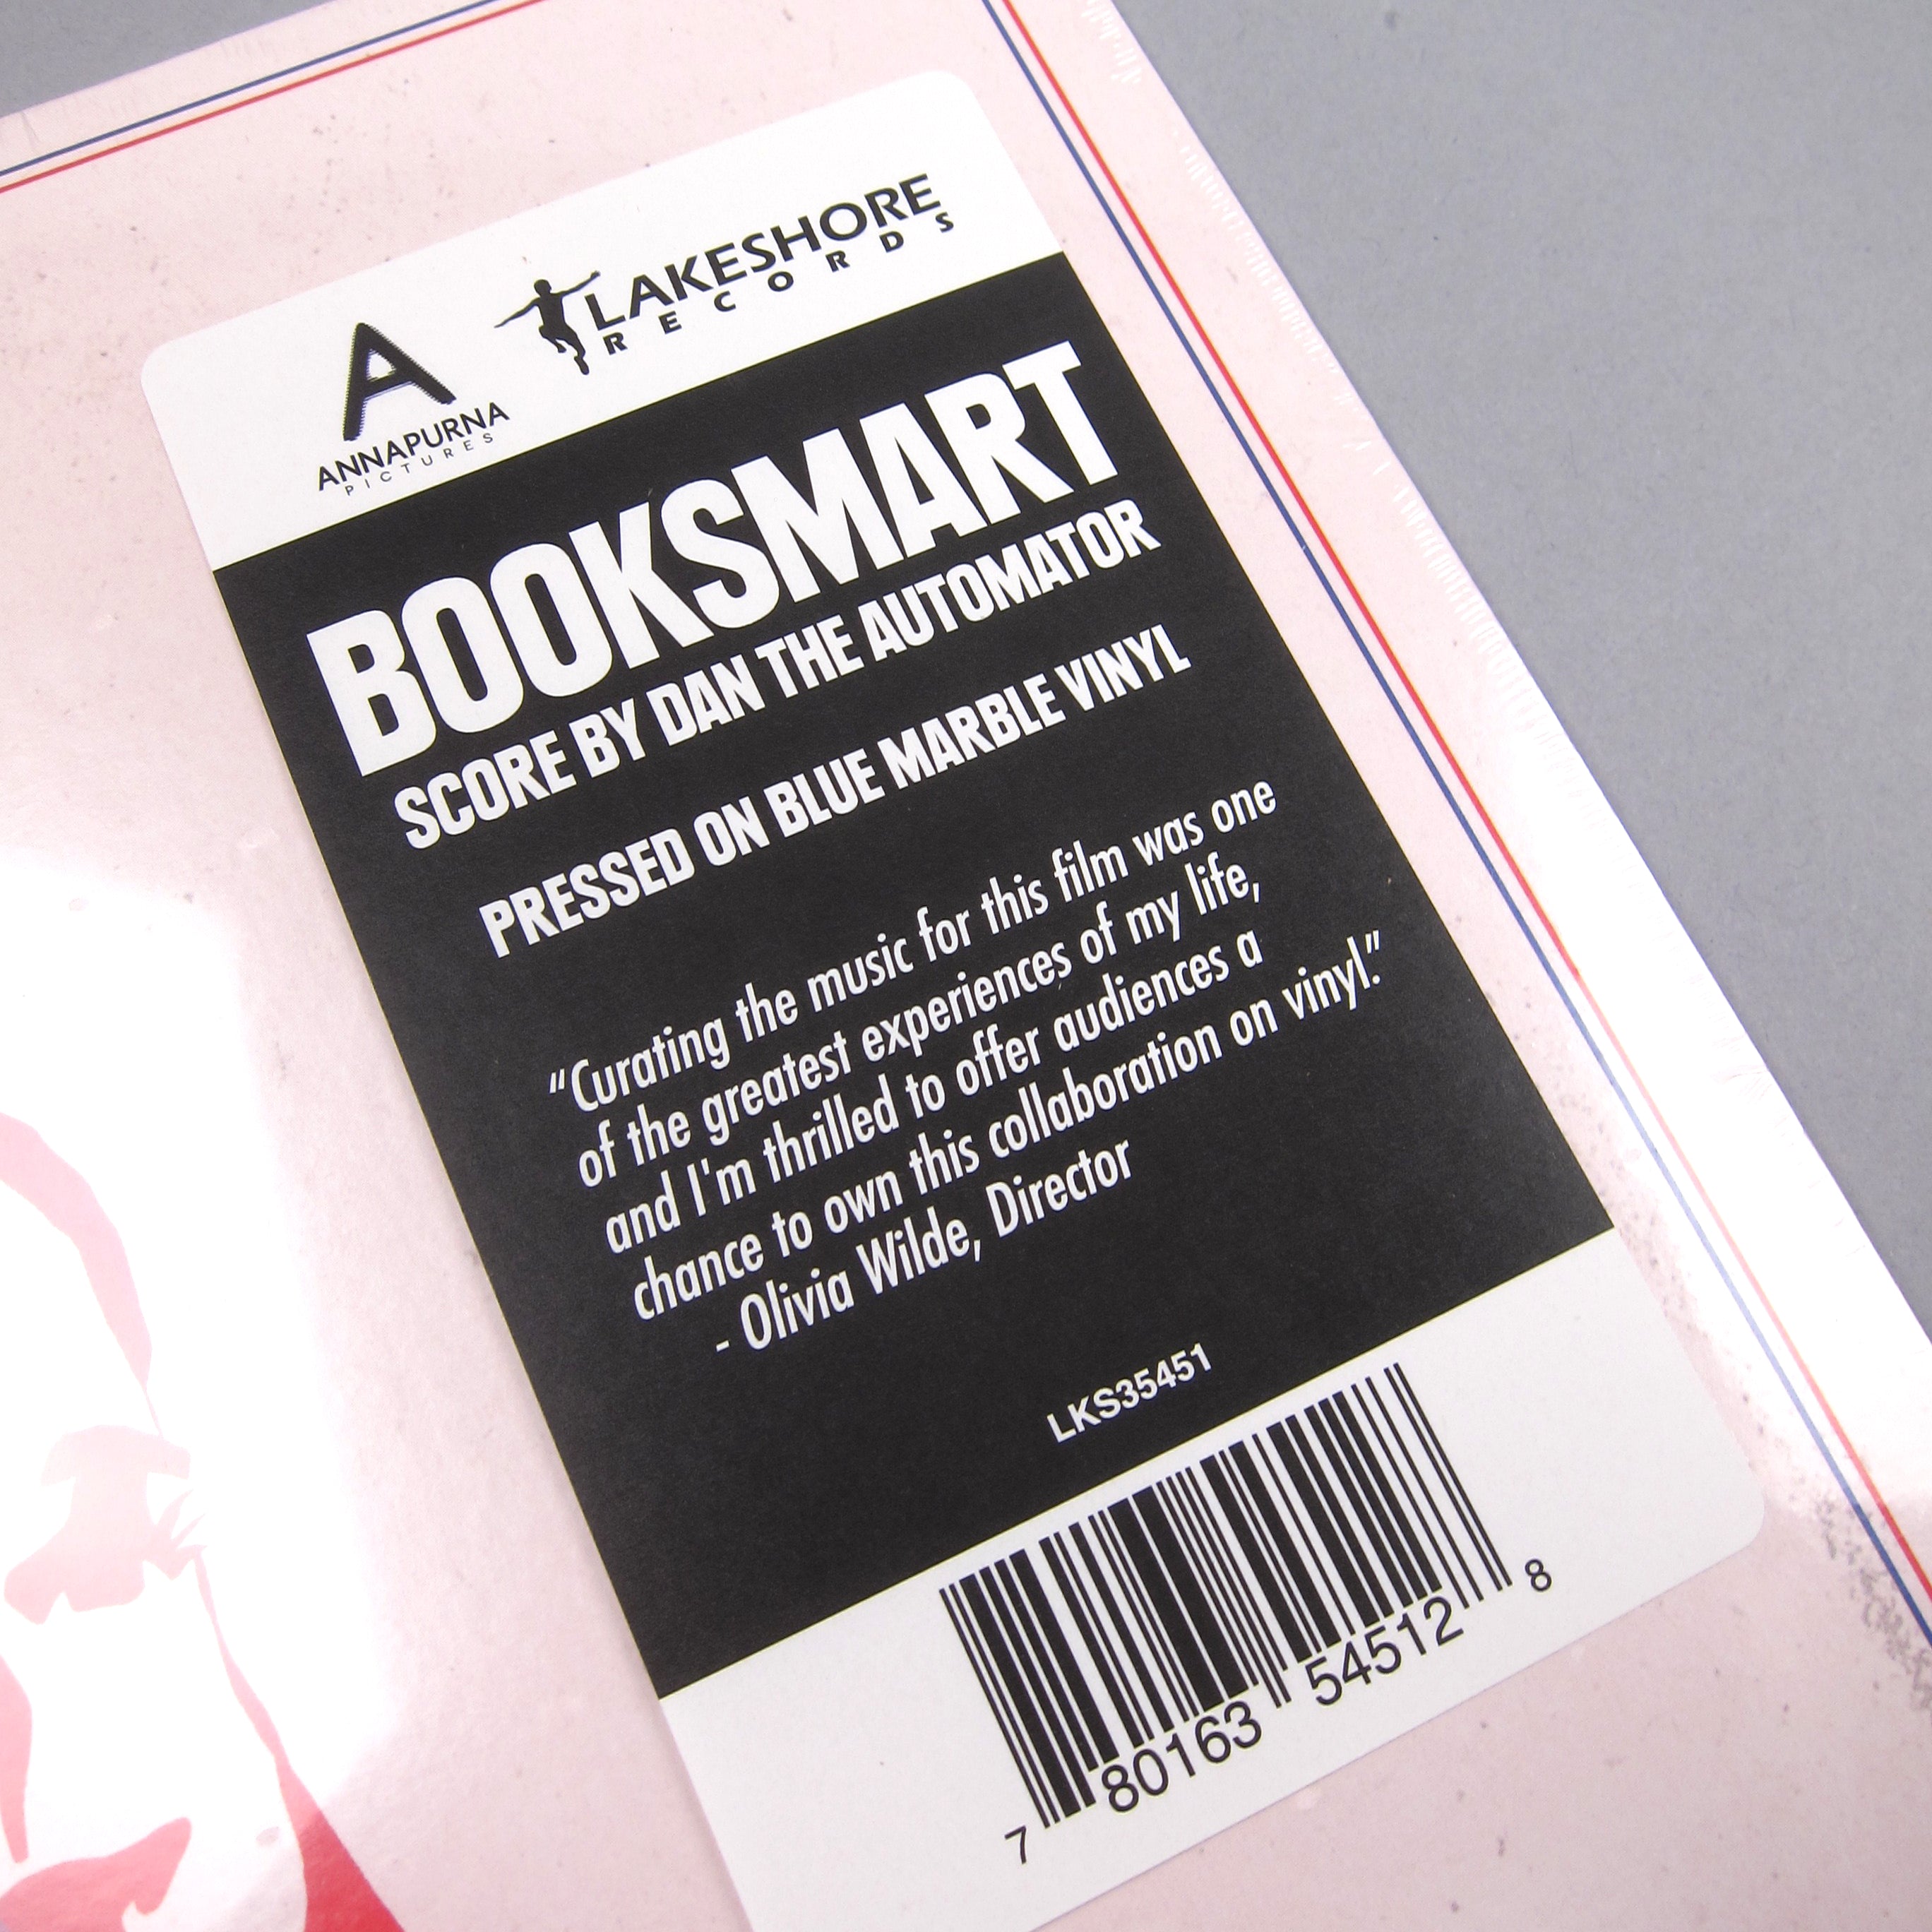 LAKESHORE
RECORDS
A
ANNAPURNA
PICTURES
BOOKSMART
SCORE BY DAN THE AUTOMATOR
PRESSED ON BLUE MARBLE VINYL
“Curating the music for this film was one
of the greatest experiences of my life,
and I'm thrilled to offer audiences a
chance to own this collaboration on vinyl.”
- Olivia Wilde, Director
LKS35451
7 80163 54512 8